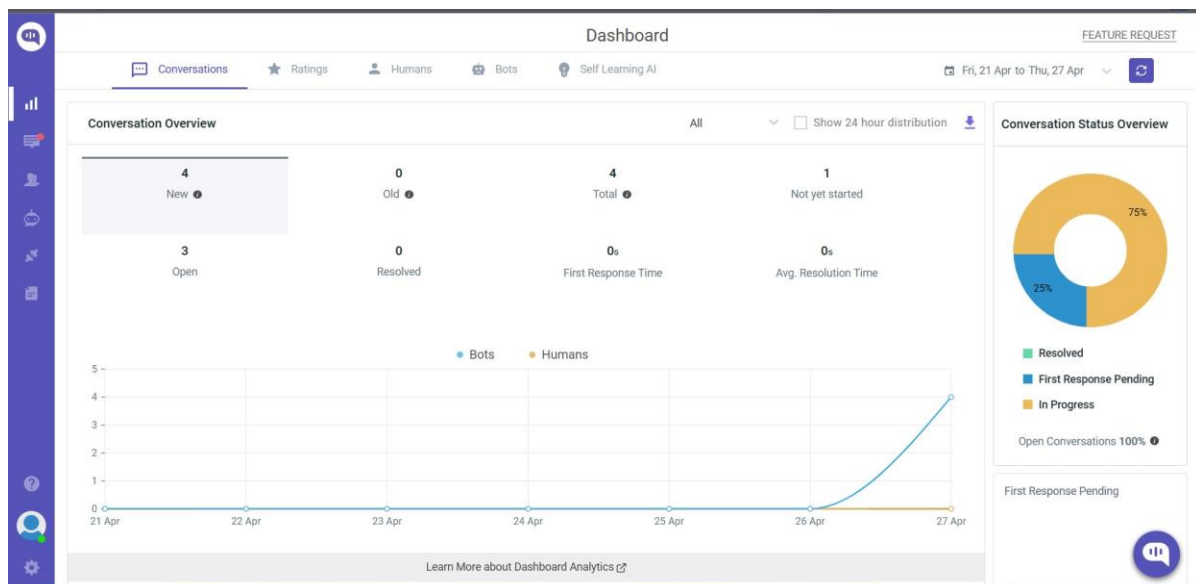 Dashboard
FEATURE REQUEST
Conversations Ratings Humans Bots Self Learning AI
Fri, 21 Apr to Thu, 27 Apr
Conversation Overview
All
Show 24 hour distribution
4
New
0
Old
4
Total
1
Not yet started
3
Open
0
Resolved
0s
First Response Time
0s
Avg. Resolution Time
Bots Humans
5
4
3
2
1
0
21 Apr 22 Apr 23 Apr 24 Apr 25 Apr 26 Apr 27 Apr
Learn More about Dashboard Analytics
Conversation Status Overview
75%
25%
Resolved
First Response Pending
In Progress
Open Conversations 100%
First Response Pending